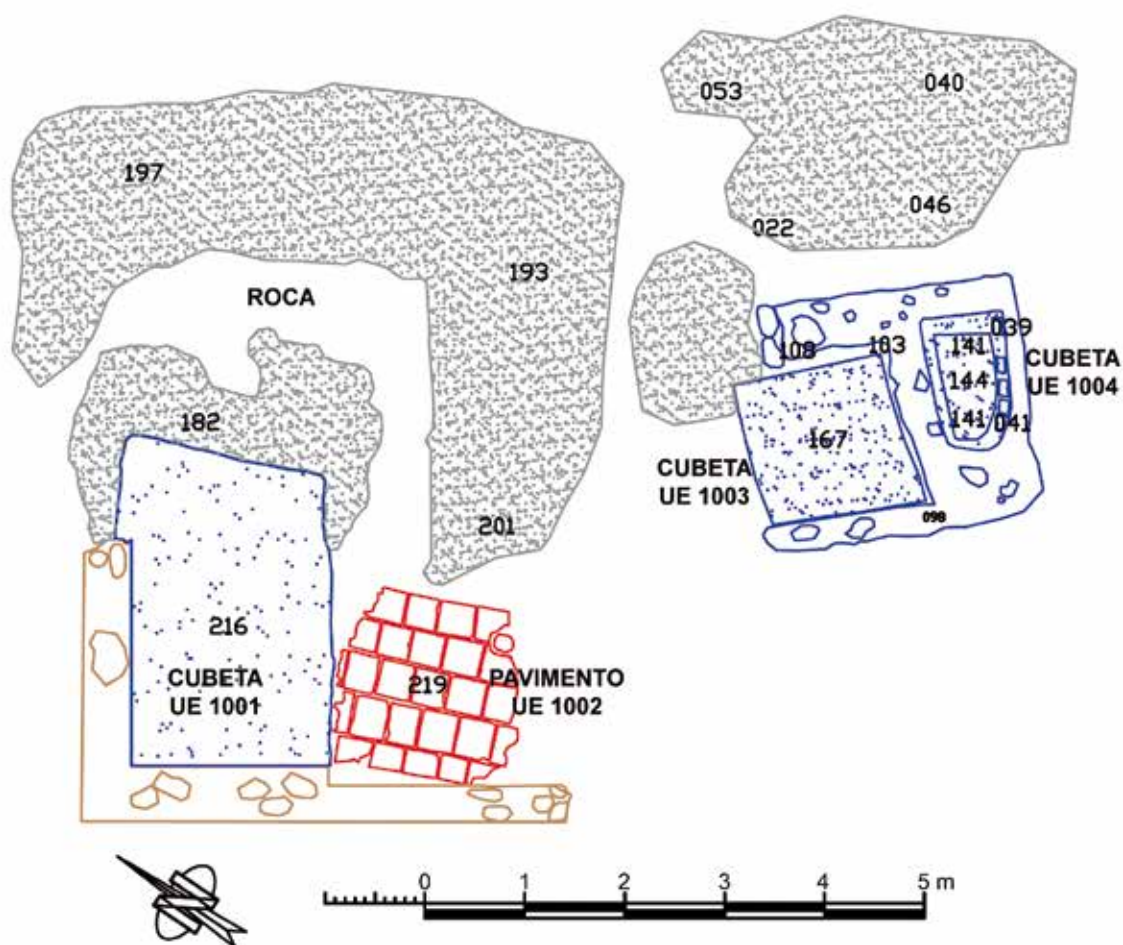 053
040
197
046
022
193
ROCA
108
103
039
141
CUBETA
UE 1004
144
141
041
182
167
CUBETA
UE 1003
098
201
216
CUBETA
UE 1001
219
PAVIMENTO
UE 1002
0 1 2 3 4 5 m